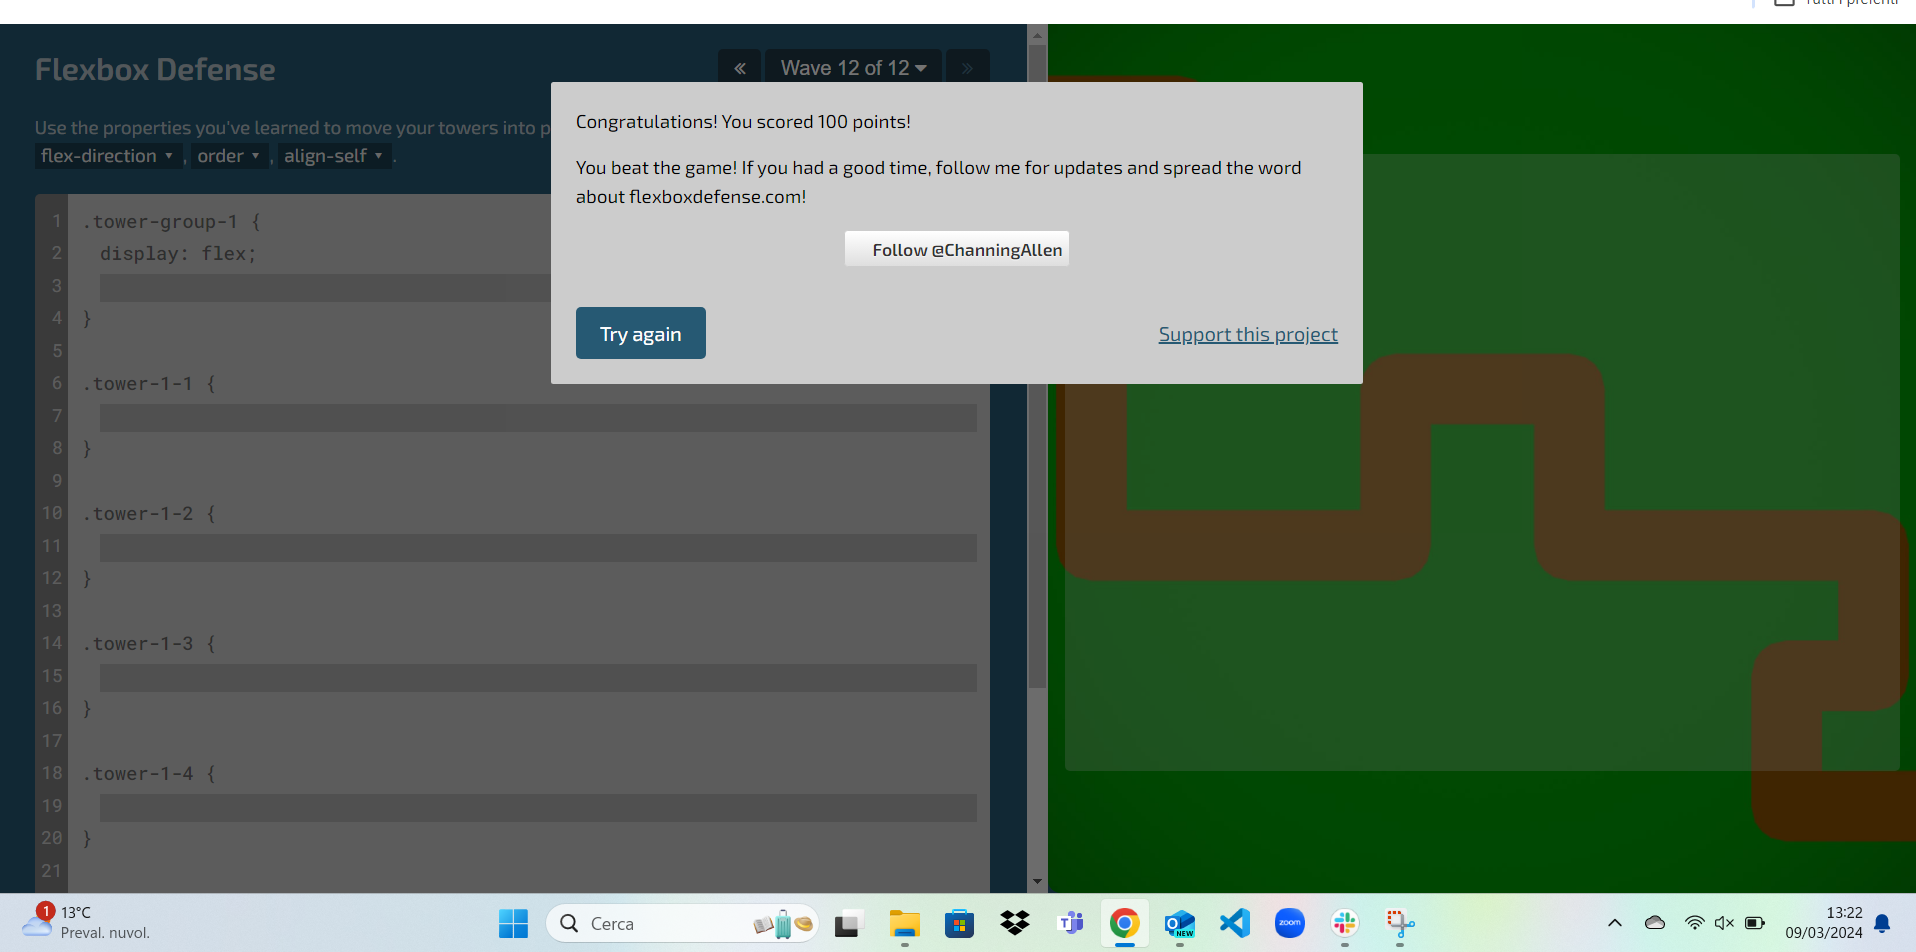 Flexbox Defense
«
Wave 12 of 12
»
Use the properties you've learned to move your towers into p
flex-direction ▾ , order ▾ , align-self ▾ .
1 .tower-group-1 {
2 display: flex;
3
4 }
5
6 .tower-1-1 {
7
8 }
9
10 .tower-1-2 {
11
12 }
13
14 .tower-1-3 {
15
16 }
17
18 .tower-1-4 {
19
20 }
21
Congratulations! You scored 100 points!
You beat the game! If you had a good time, follow me for updates and spread the word
about flexboxdefense.com!
Follow @ChanningAllen
Try again
Support this project
1
13°C
Preval. nuvol.
Cerca
NEW
zoom
13:22
09/03/2024